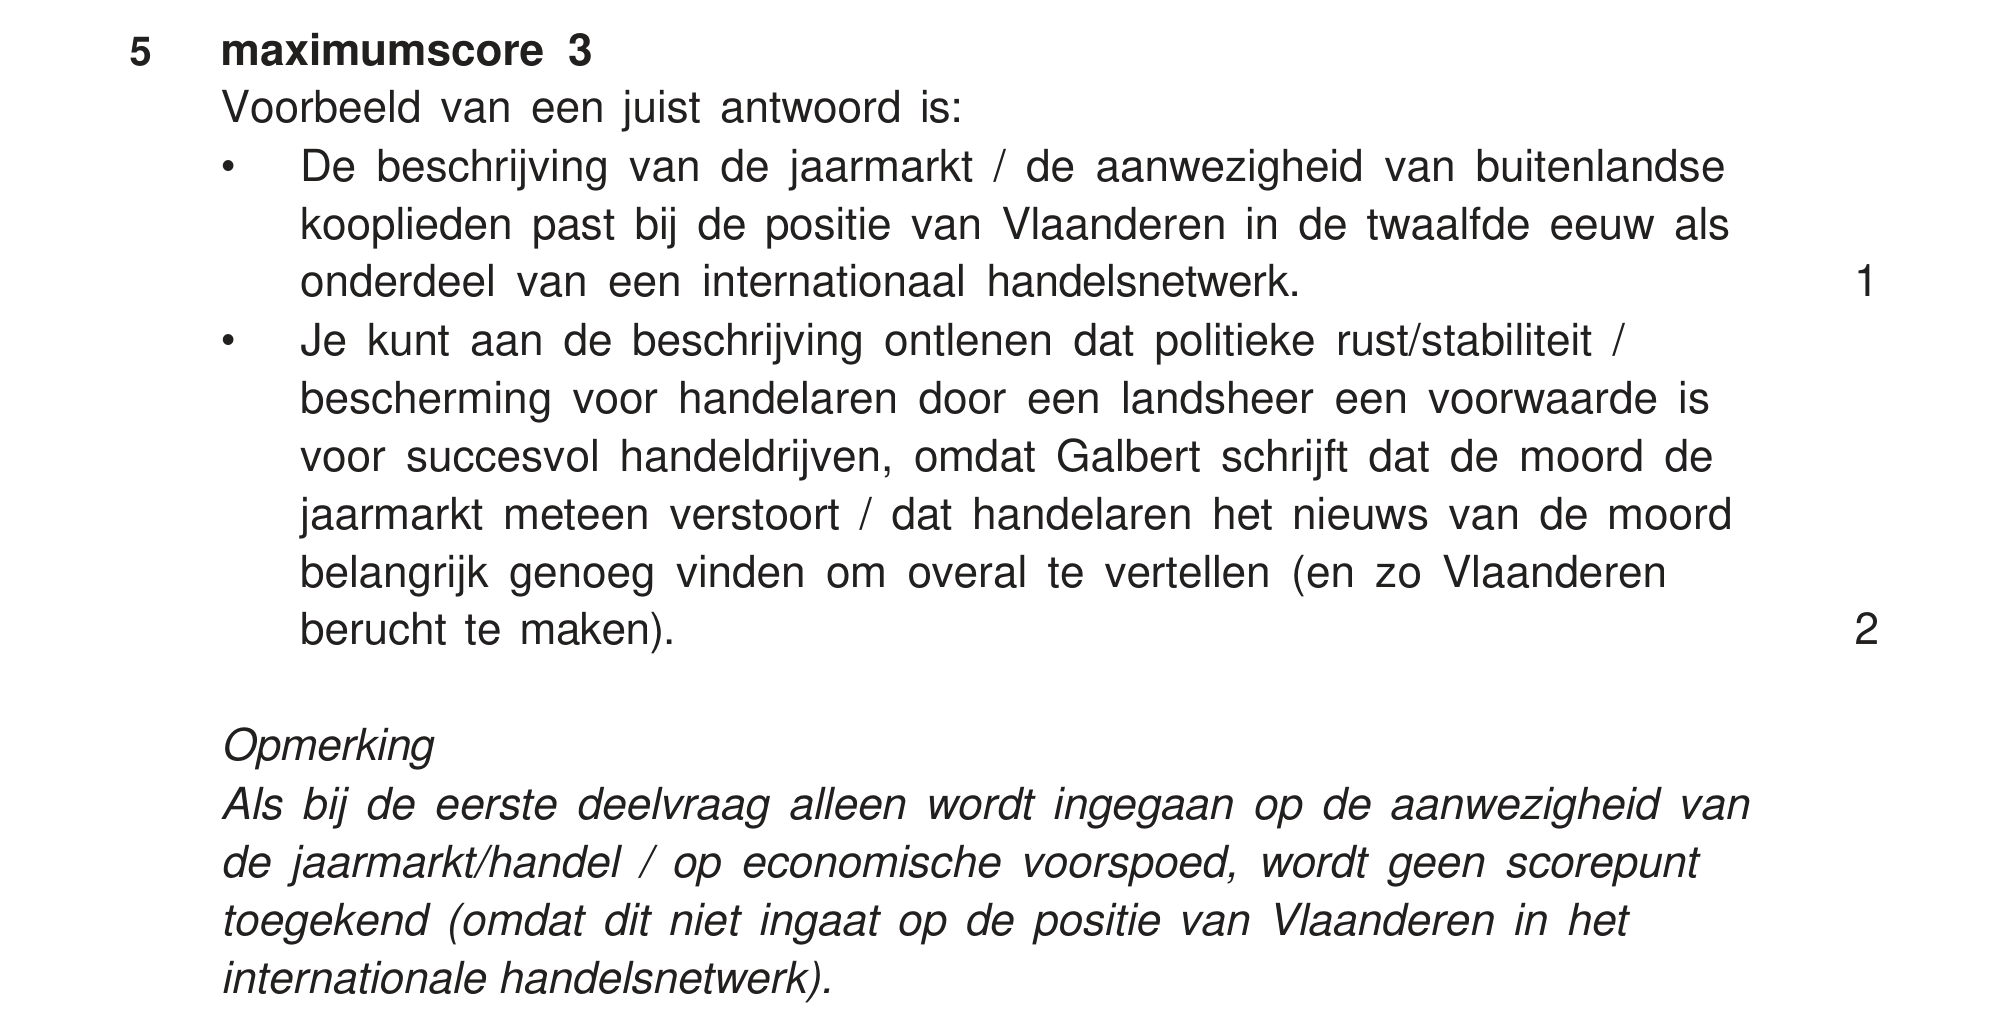 5 maximumscore 3
Voorbeeld van een juist antwoord is:
• De beschrijving van de jaarmarkt / de aanwezigheid van buitenlandse
kooplieden past bij de positie van Vlaanderen in de twaalfde eeuw als
onderdeel van een internationaal handelsnetwerk. 1
• Je kunt aan de beschrijving ontlenen dat politieke rust/stabiliteit /
bescherming voor handelaren door een landsheer een voorwaarde is
voor succesvol handeldrijven, omdat Galbert schrijft dat de moord de
jaarmarkt meteen verstoort / dat handelaren het nieuws van de moord
belangrijk genoeg vinden om overal te vertellen (en zo Vlaanderen
berucht te maken). 2
Opmerking
Als bij de eerste deelvraag alleen wordt ingegaan op de aanwezigheid van
de jaarmarkt/handel / op economische voorspoed, wordt geen scorepunt
toegekend (omdat dit niet ingaat op de positie van Vlaanderen in het
internationale handelsnetwerk).